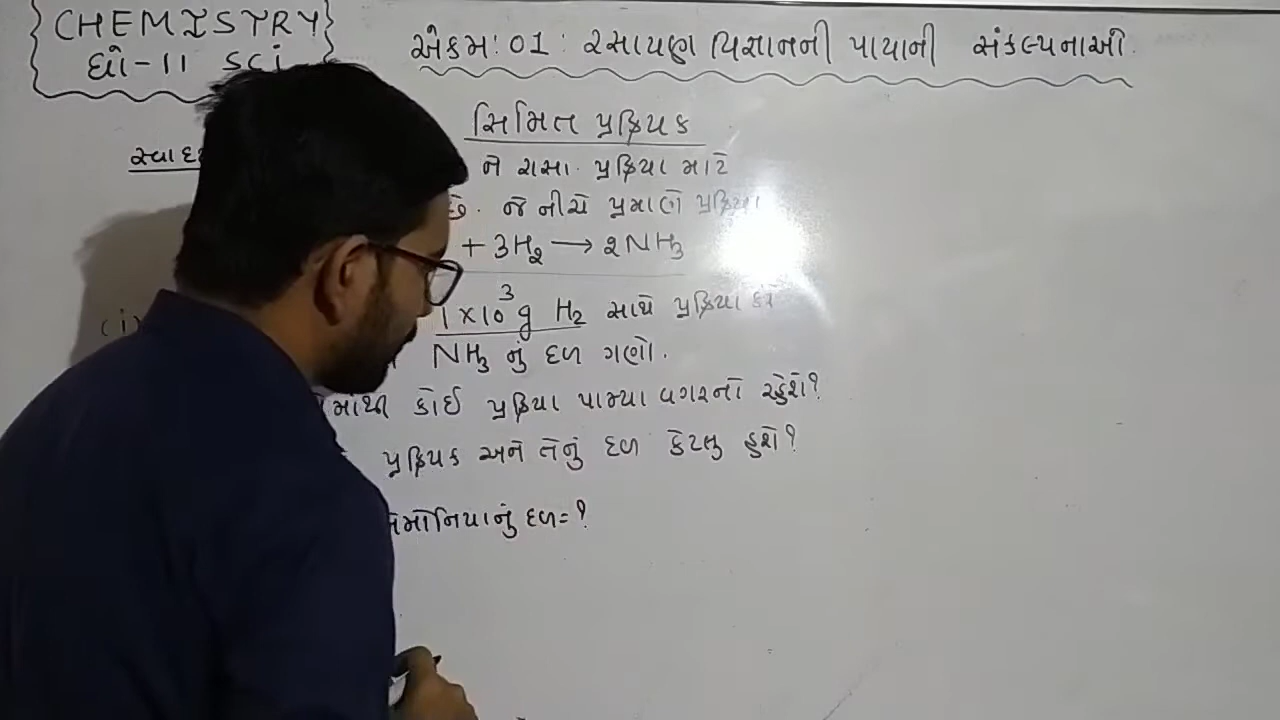 CHEMISTRY
ધો-11 Sci
એકમ: 01: રસાયણ વિજ્ઞાનની પાયાની સંકલ્પનાઓ.
સિમિત પ્રક્રિયક
ને રાસા. પ્રક્રિયા માટે
છે. જે નીચે પ્રમાણે પ્રક્રિયા
+ 3H₂ → 2NH₃
(i) 1×10³ g H₂ સાથે પ્રક્રિયા કરે
NH₃ નું દળ ગણો.
માંથી કોઈ પ્રક્રિયા પામ્યા વગરનો રહેશે?
પ્રક્રિયક અને તેનું દળ કેટલુ હશે?
મોનિયાનું દળ=?